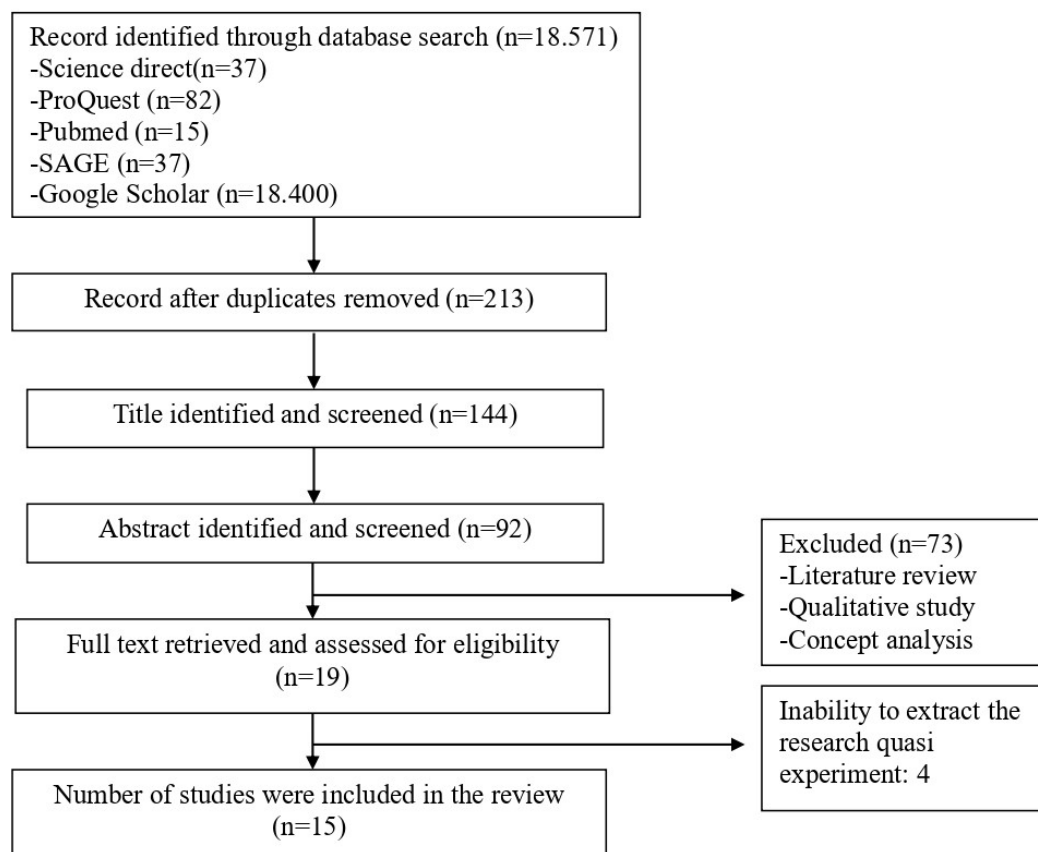 Record identified through database search (n=18.571)
-Science direct(n=37)
-ProQuest (n=82)
-Pubmed (n=15)
-SAGE (n=37)
-Google Scholar (n=18.400)
Record after duplicates removed (n=213)
Title identified and screened (n=144)
Abstract identified and screened (n=92)
Excluded (n=73)
-Literature review
-Qualitative study
-Concept analysis
Full text retrieved and assessed for eligibility
(n=19)
Inability to extract the
research quasi
experiment: 4
Number of studies were included in the review
(n=15)